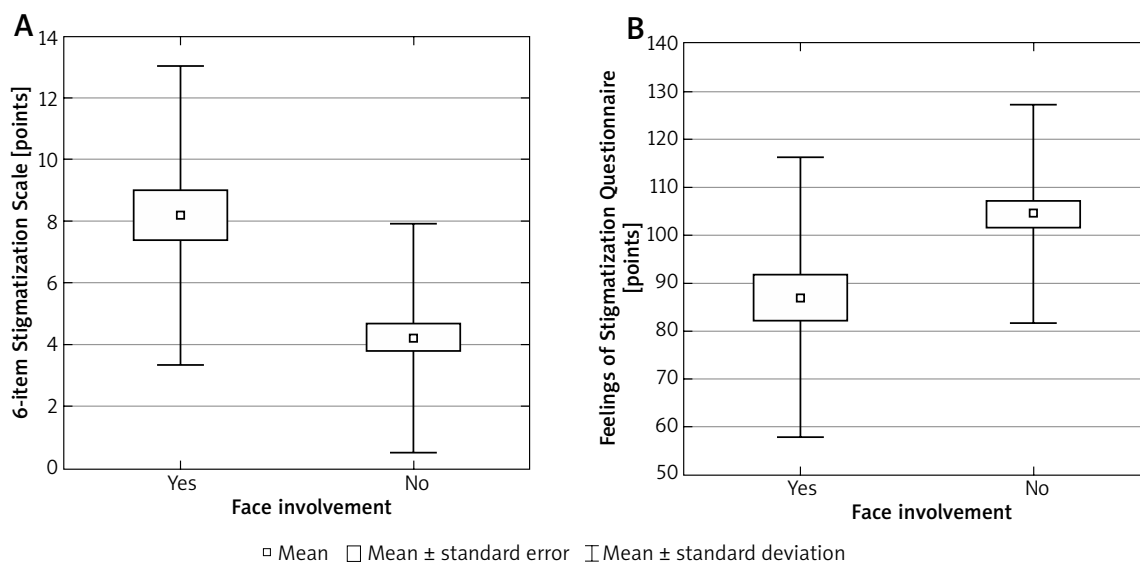 A
6-item Stigmatization Scale [points]
14
12
10
8
6
4
2
0
Yes
No
Face involvement
B
Feelings of Stigmatization Questionnaire
[points]
140
130
120
110
106
100
90
80
70
60
50
Yes
No
Face involvement
Mean
Mean ± standard error
Mean ± standard deviation